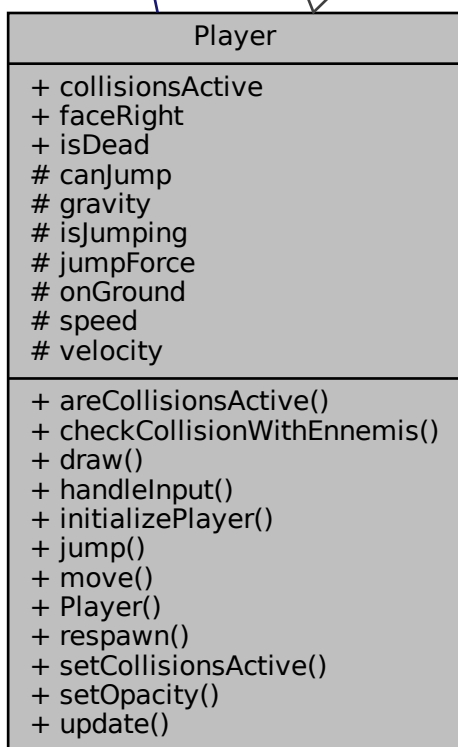 Player
+ collisionsActive
+ faceRight
+ isDead
# canJump
# gravity
# isJumping
# jumpForce
# onGround
# speed
# velocity
+ areCollisionsActive()
+ checkCollisionWithEnnemis()
+ draw()
+ handleInput()
+ initializePlayer()
+ jump()
+ move()
+ Player()
+ respawn()
+ setCollisionsActive()
+ setOpacity()
+ update()